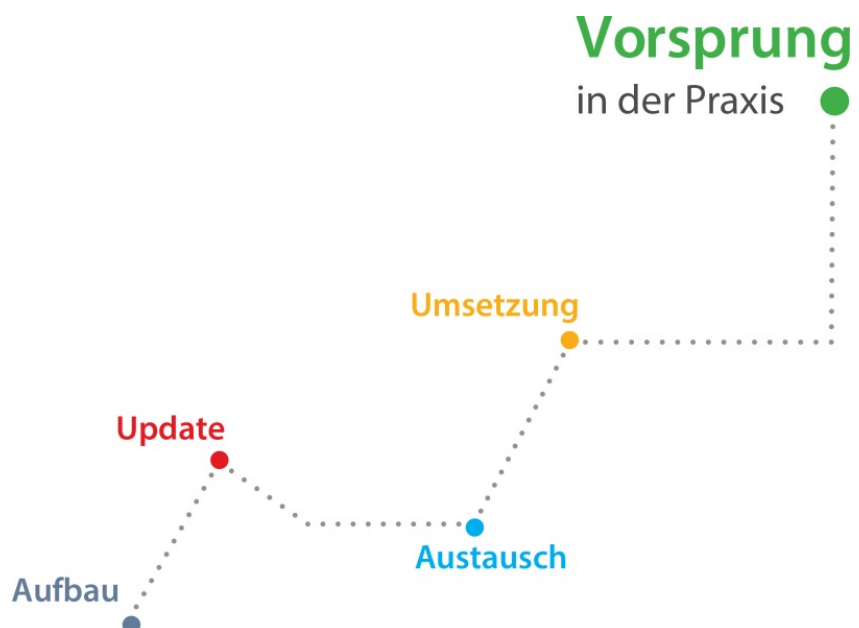 Vorsprung
in der Praxis
Umsetzung
Update
Austausch
Aufbau